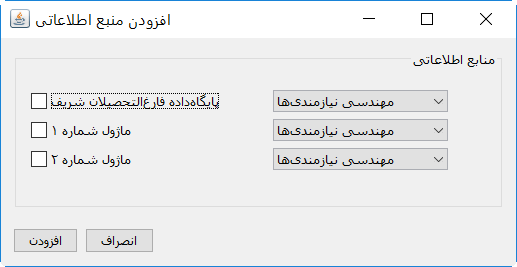 افزودن منبع اطلاعاتی
منابع اطلاعاتی
پایگاه‌داده فارغ‌التحصیلان شریف
مهندسی نیازمندی‌ها
ماژول شماره ۱
مهندسی نیازمندی‌ها
ماژول شماره ۲
مهندسی نیازمندی‌ها
انصراف
افزودن